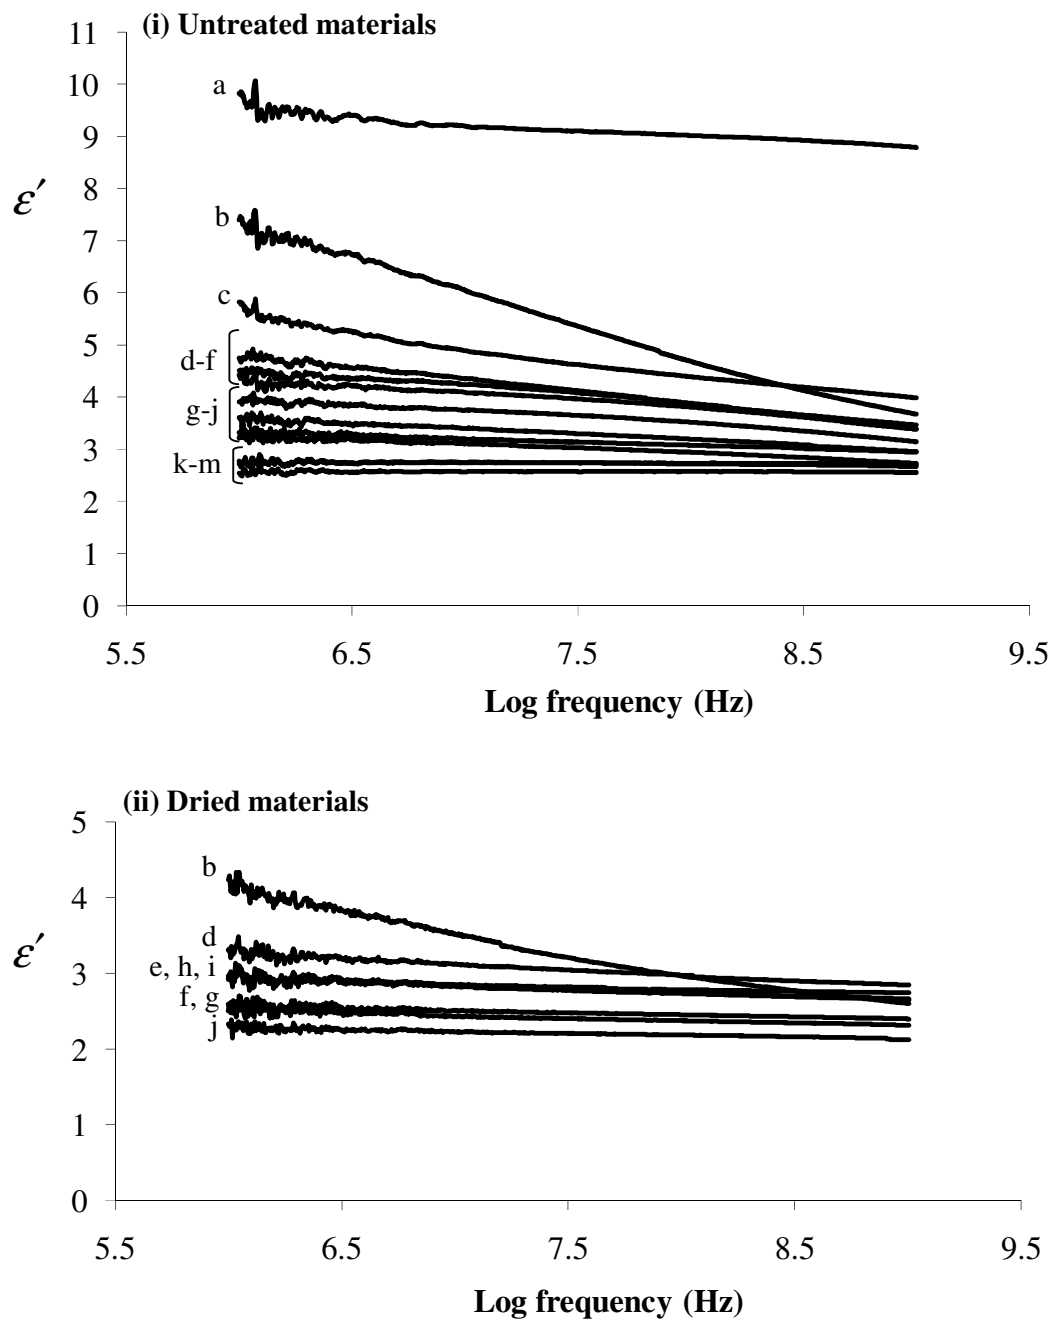 (i) Untreated materials
11
10
9
8
7
6
5
4
3
2
1
0
ε′
a
b
c
d-f
g-j
k-m
5.5 6.5 7.5 8.5 9.5
Log frequency (Hz)
(ii) Dried materials
5
4
3
2
1
0
ε′
b
d
e, h, i
f, g
j
5.5 6.5 7.5 8.5 9.5
Log frequency (Hz)